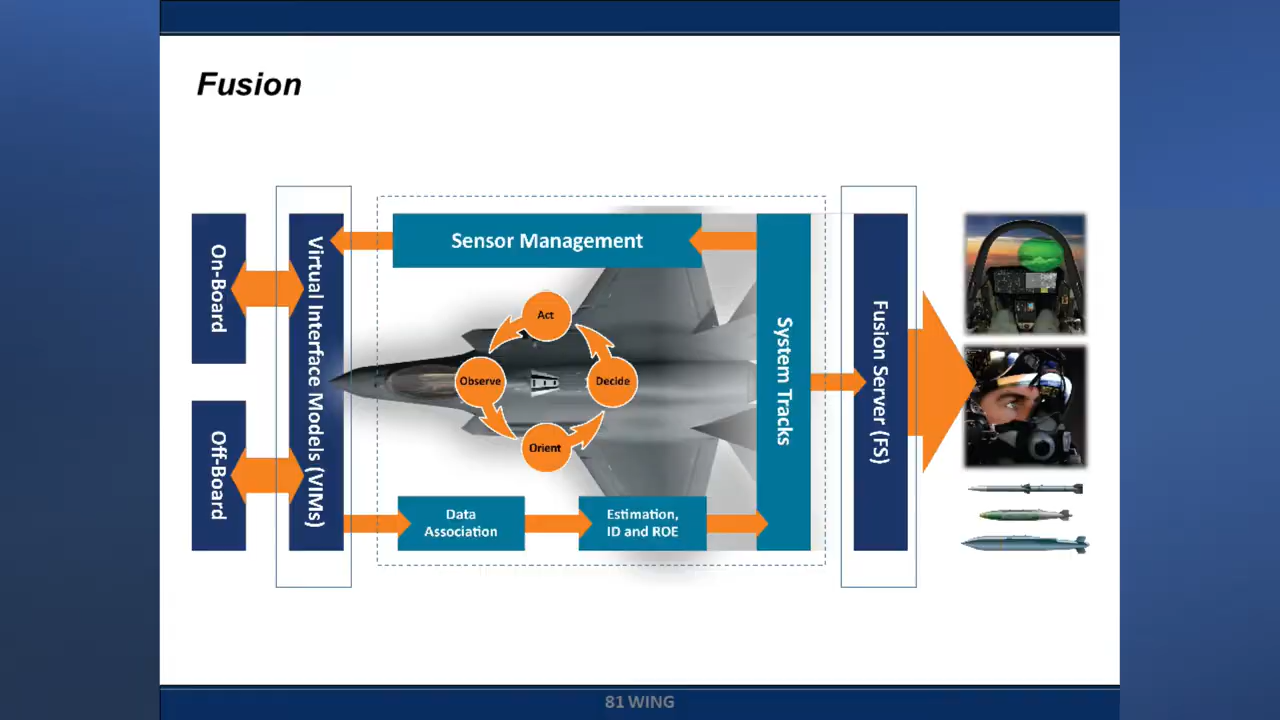 Fusion
On-Board
Off-Board
Virtual Interface Models (VIMs)
Sensor Management
Act
Observe
Decide
Orient
Data
Association
Estimation,
ID and ROE
System Tracks
Fusion Server (FS)
81 WING